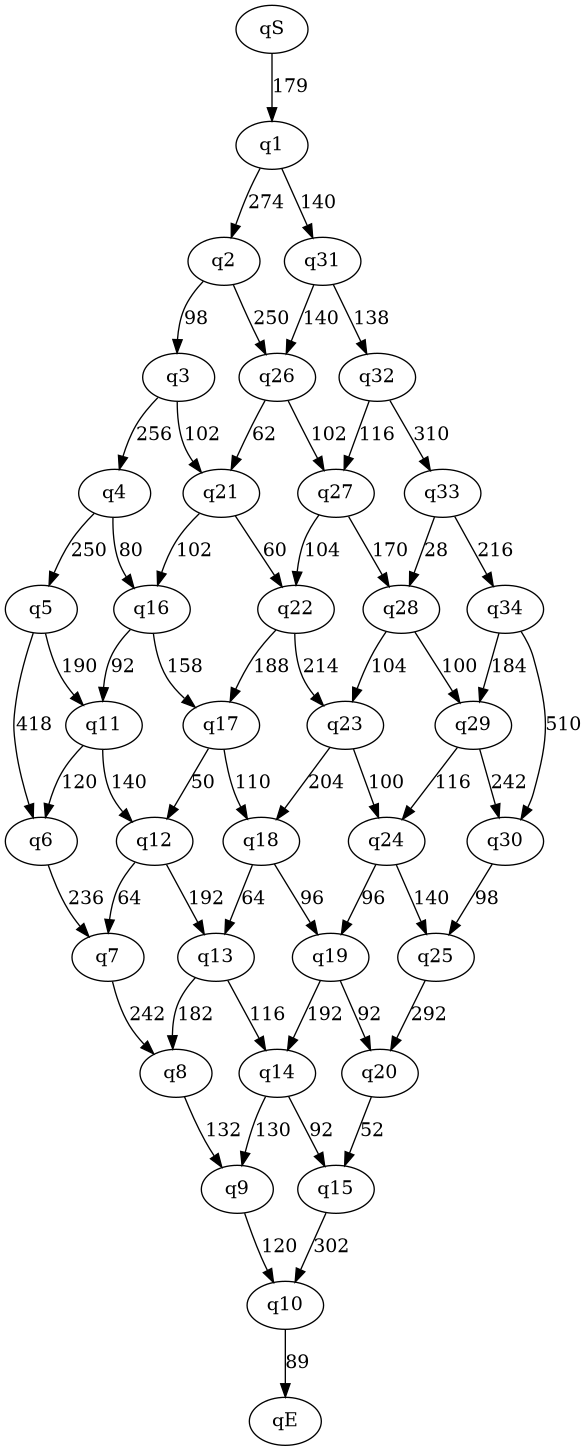 qS
179
q1
274 140
q2 q31
98 250 140 138
q3 q26 q32
256 102 62 102 116 310
q4 q21 q27 q33
250 80 102 60 104 170 28 216
q5 q16 q22 q28 q34
418 190 92 158 188 214 104 100 184 510
q11 q17 q23 q29
120 140 50 110 204 100 116 242
q6 q12 q18 q24 q30
236 64 192 64 96 96 140 98
q7 q13 q19 q25
242 182 116 192 92 292
q8 q14 q20
132 130 92 52
q9 q15
120 302
q10
89
qE